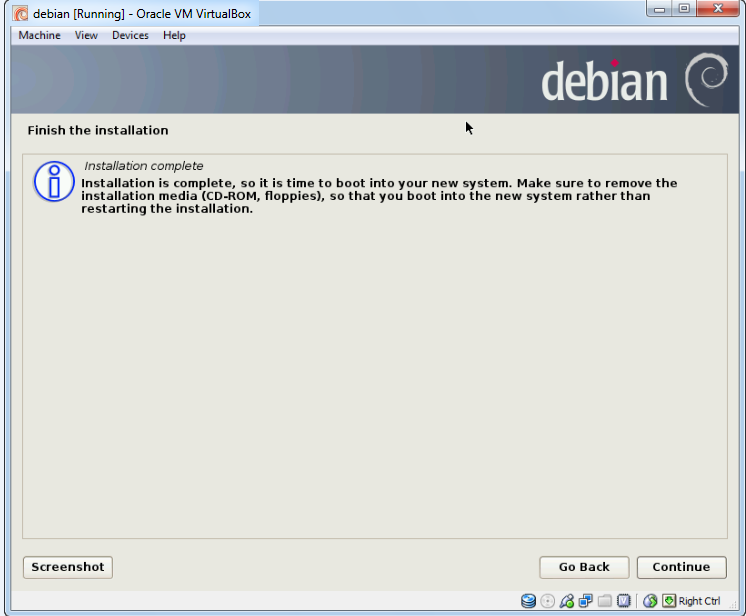 debian [Running] - Oracle VM VirtualBox
Machine View Devices Help
debian
Finish the installation
Installation complete
Installation is complete, so it is time to boot into your new system. Make sure to remove the
installation media (CD-ROM, floppies), so that you boot into the new system rather than
restarting the installation.
Screenshot
Go Back
Continue
Right Ctrl